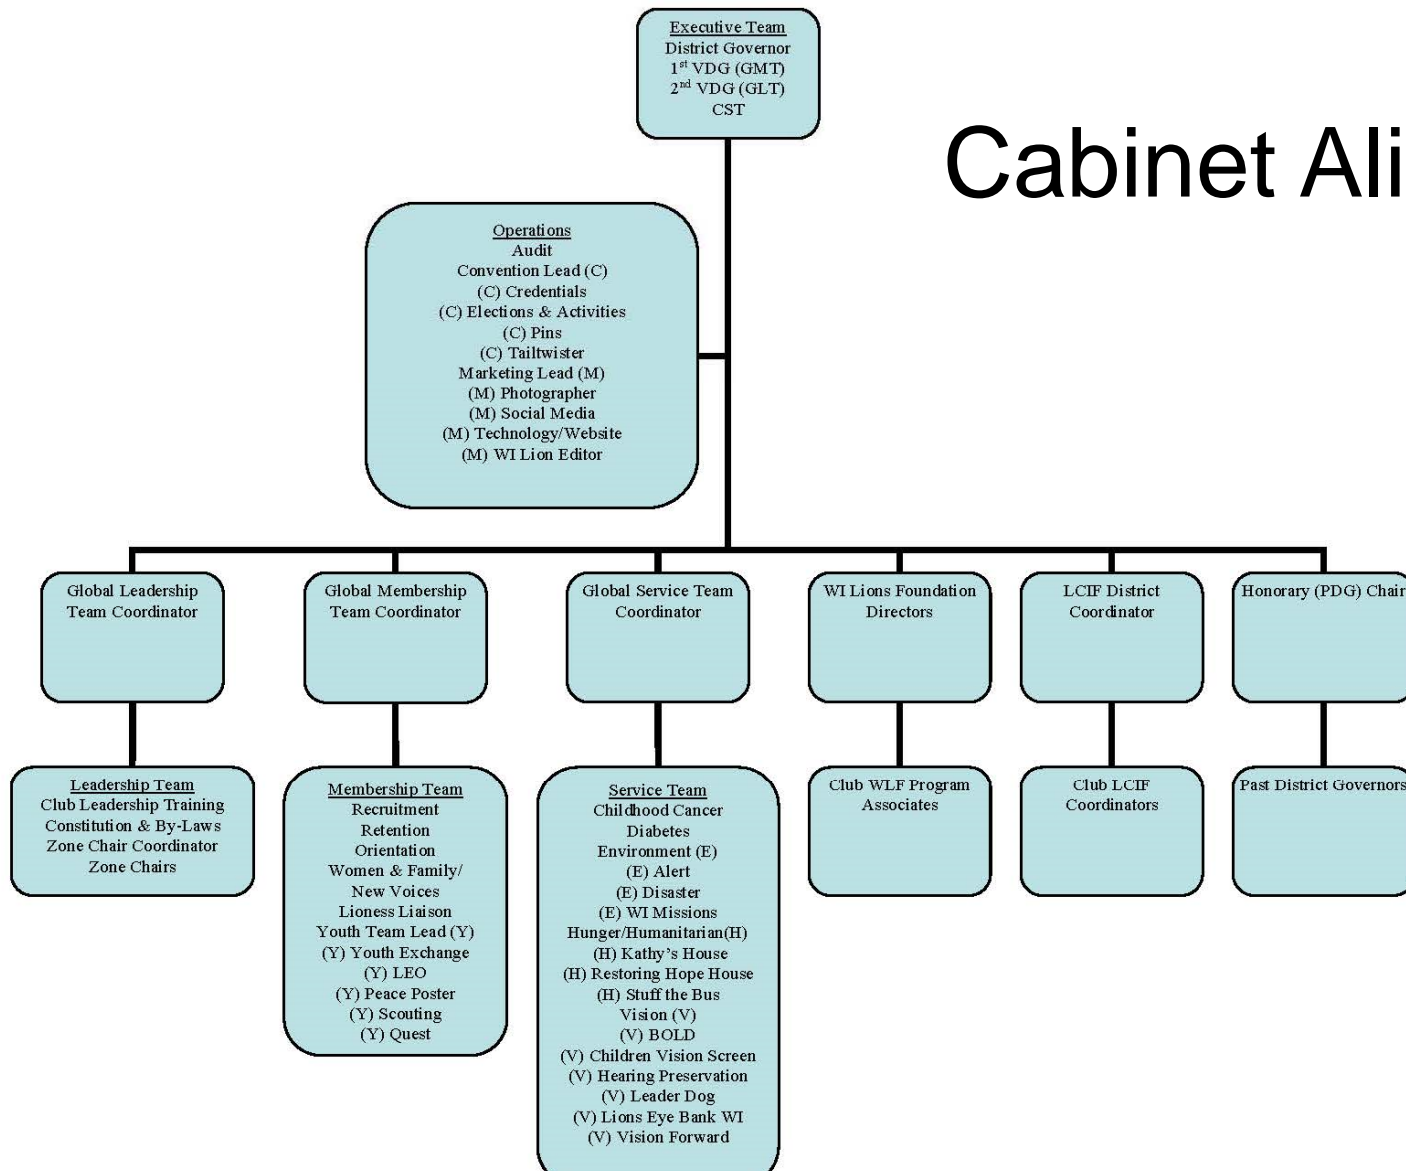 Executive Team
District Governor
1st VDG (GMT)
2nd VDG (GLT)
CST
Cabinet Ali
Operations
Audit
Convention Lead (C)
(C) Credentials
(C) Elections & Activities
(C) Pins
(C) Tailtwister
Marketing Lead (M)
(M) Photographer
(M) Social Media
(M) Technology/Website
(M) WI Lion Editor
Global Leadership
Team Coordinator
Global Membership
Team Coordinator
Global Service Team
Coordinator
WI Lions Foundation
Directors
LCIF District
Coordinator
Honorary (PDG) Chair
Leadership Team
Club Leadership Training
Constitution & By-Laws
Zone Chair Coordinator
Zone Chairs
Membership Team
Recruitment
Retention
Orientation
Women & Family/
New Voices
Lioness Liaison
Youth Team Lead (Y)
(Y) Youth Exchange
(Y) LEO
(Y) Peace Poster
(Y) Scouting
(Y) Quest
Service Team
Childhood Cancer
Diabetes
Environment (E)
(E) Alert
(E) Disaster
(E) WI Missions
Hunger/Humanitarian(H)
(H) Kathy's House
(H) Restoring Hope House
(H) Stuff the Bus
Vision (V)
(V) BOLD
(V) Children Vision Screen
(V) Hearing Preservation
(V) Leader Dog
(V) Lions Eye Bank WI
(V) Vision Forward
Club WLF Program
Associates
Club LCIF
Coordinators
Past District Governors